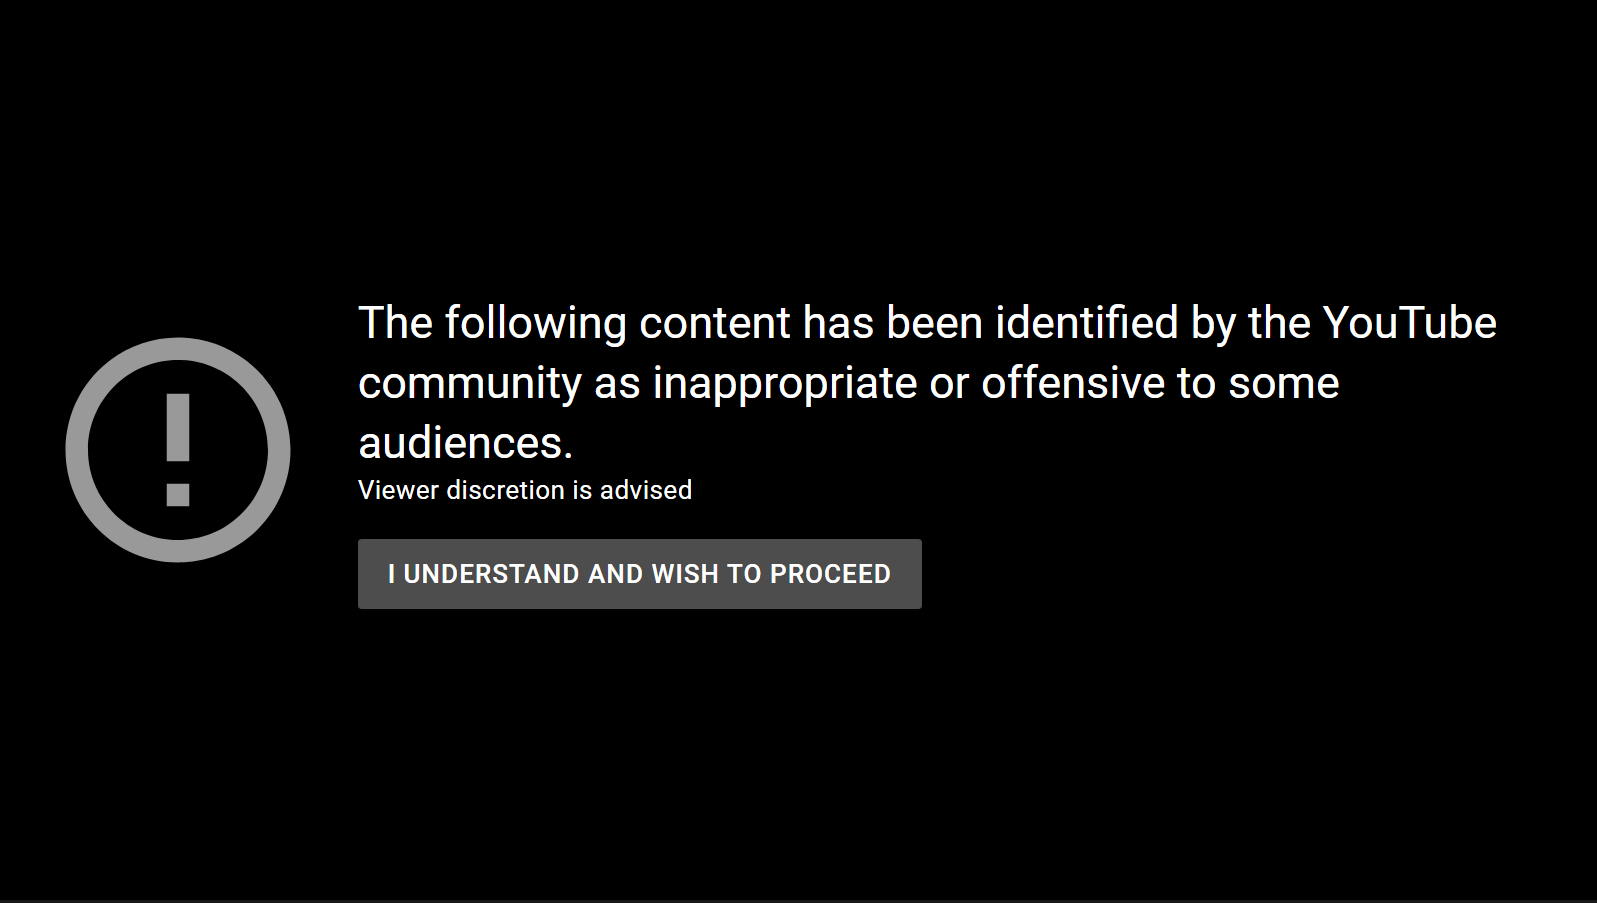 The following content has been identified by the YouTube
community as inappropriate or offensive to some
audiences.
Viewer discretion is advised
I UNDERSTAND AND WISH TO PROCEED